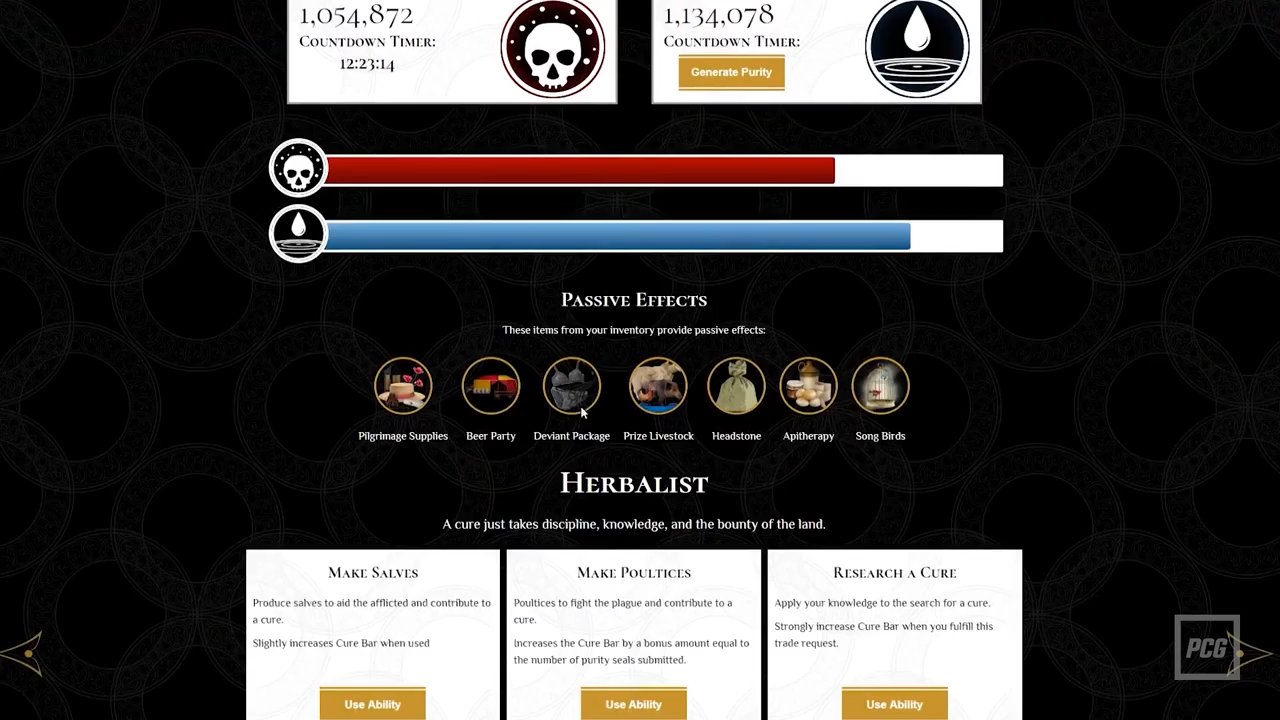 1,054,872
Countdown Timer:
12:23:14
1,134,078
Countdown Timer:
Generate Purity
Passive Effects
These items from your inventory provide passive effects:
Pilgrimage Supplies
Beer Party
Deviant Package
Prize Livestock
Headstone
Apitherapy
Song Birds
Herbalist
A cure just takes discipline, knowledge, and the bounty of the land.
Make Salves
Produce salves to aid the afflicted and contribute to
a cure.
Slightly increases Cure Bar when used
Use Ability
Make Poultices
Poultices to fight the plague and contribute to a
cure.
Increases the Cure Bar by a bonus amount equal to
the number of purity seals submitted.
Use Ability
Research a Cure
Apply your knowledge to the search for a cure.
Strongly increase Cure Bar when you fulfill this
trade request.
Use Ability
PCG